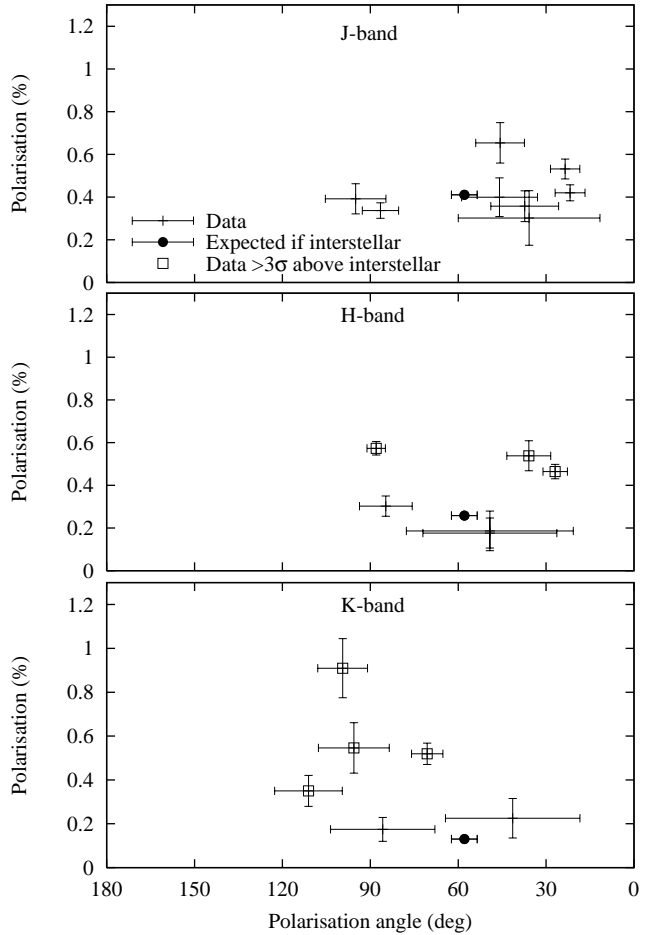 J-band
1.2
1
0.8
0.6
0.4
0.2
0
Polarisation (%)
Data
Expected if interstellar
Data >3σ above interstellar
H-band
1.2
1
0.8
0.6
0.4
0.2
0
Polarisation (%)
K-band
1.2
1
0.8
0.6
0.4
0.2
0
Polarisation (%)
180 150 120 90 60 30 0
Polarisation angle (deg)